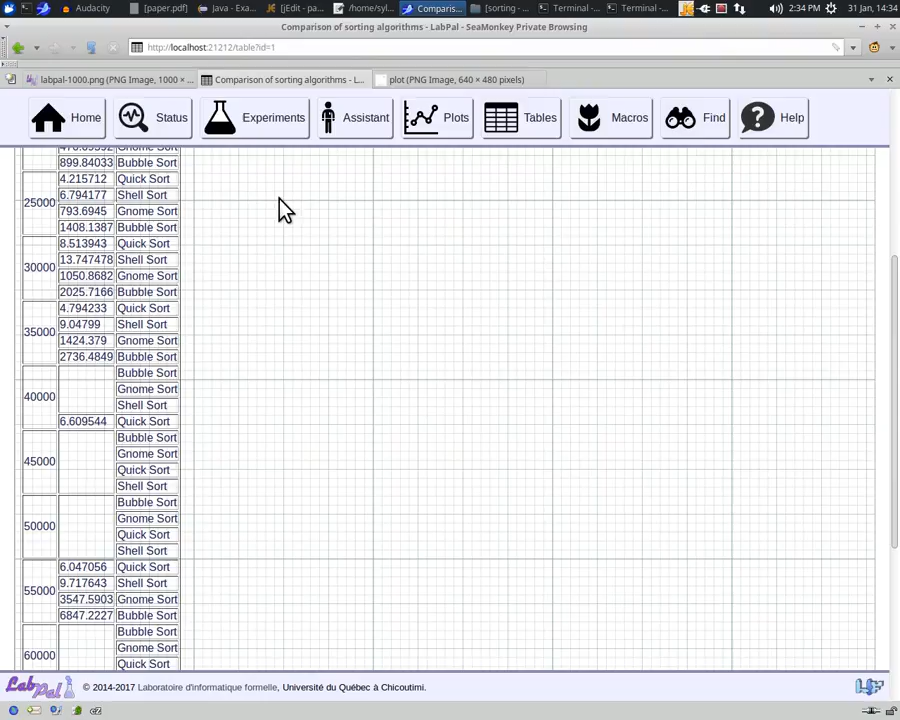 Audacity [paper.pdf] Java - Exa... [jEdit - pa... /home/syl... Comparis... [sorting - ... Terminal -... Terminal -... 2:34 PM 31 Jan, 14:34
Comparison of sorting algorithms - LabPal - SeaMonkey Private Browsing
http://localhost:21212/table?id=1
labpal-1000.png (PNG Image, 1000 × ... Comparison of sorting algorithms - L... plot (PNG Image, 640 × 480 pixels)
Home Status Experiments Assistant Plots Tables Macros Find Help
Gnome Sort
899.84033 Bubble Sort
25000
4.215712 Quick Sort
6.794177 Shell Sort
793.6945 Gnome Sort
1408.1387 Bubble Sort
30000
8.513943 Quick Sort
13.747478 Shell Sort
1050.8682 Gnome Sort
2025.7166 Bubble Sort
35000
4.794233 Quick Sort
9.04799 Shell Sort
1424.379 Gnome Sort
2736.4849 Bubble Sort
40000
Bubble Sort
Gnome Sort
Shell Sort
6.609544 Quick Sort
45000
Bubble Sort
Gnome Sort
Quick Sort
Shell Sort
50000
Bubble Sort
Gnome Sort
Quick Sort
Shell Sort
55000
6.047056 Quick Sort
9.717643 Shell Sort
3547.5903 Gnome Sort
6847.2227 Bubble Sort
60000
Bubble Sort
Gnome Sort
Quick Sort
LabPal © 2014-2017 Laboratoire d'informatique formelle, Université du Québec à Chicoutimi.